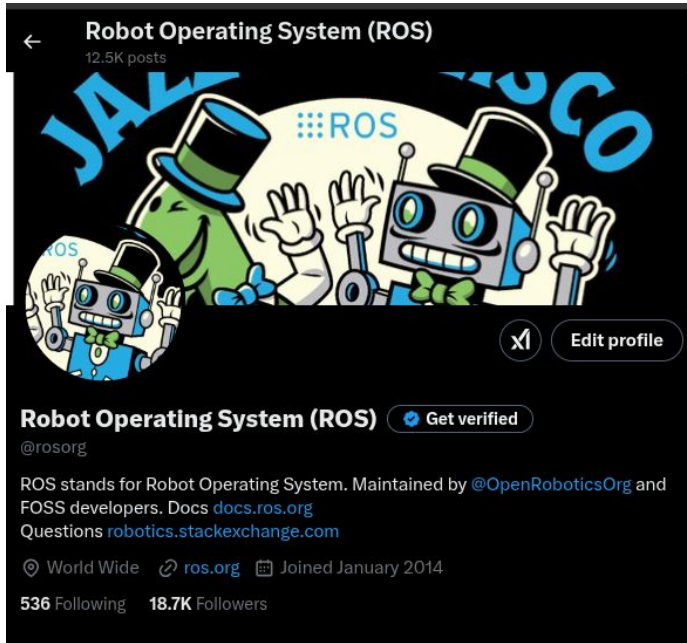 Robot Operating System (ROS)
12.5K posts
ROS
ROS
Edit profile
Robot Operating System (ROS) Get verified
@rosorg
ROS stands for Robot Operating System. Maintained by @OpenRoboticsOrg and
FOSS developers. Docs docs.ros.org
Questions robotics.stackexchange.com
World Wide ros.org Joined January 2014
536 Following 18.7K Followers